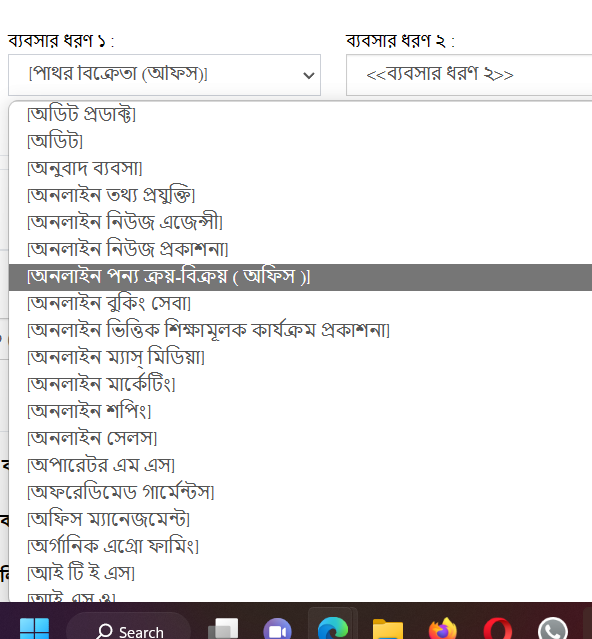 ব্যবসার ধরণ ১ : ব্যবসার ধরণ ২ :
[পাথর বিক্রেতা (অফিস)] <<ব্যবসার ধরণ ২>>
[অডিট প্রডাক্ট]
[অডিট]
[অনুবাদ ব্যবসা]
[অনলাইন তথ্য প্রযুক্তি]
[অনলাইন নিউজ এজেন্সী]
[অনলাইন নিউজ প্রকাশনা]
[অনলাইন পন্য ক্রয়-বিক্রয় ( অফিস )]
[অনলাইন বুকিং সেবা]
[অনলাইন ভিত্তিক শিক্ষামূলক কার্যক্রম প্রকাশনা]
[অনলাইন ম্যাস্ মিডিয়া]
[অনলাইন মার্কেটিং]
[অনলাইন শপিং]
[অনলাইন সেলস]
[অপারেটর এম এস]
[অফরেডিমেড গার্মেন্টস]
[অফিস ম্যানেজমেন্ট]
[অর্গানিক এগ্রো ফার্মিং]
[আই টি ই এস]
[আই এস ও]
Search